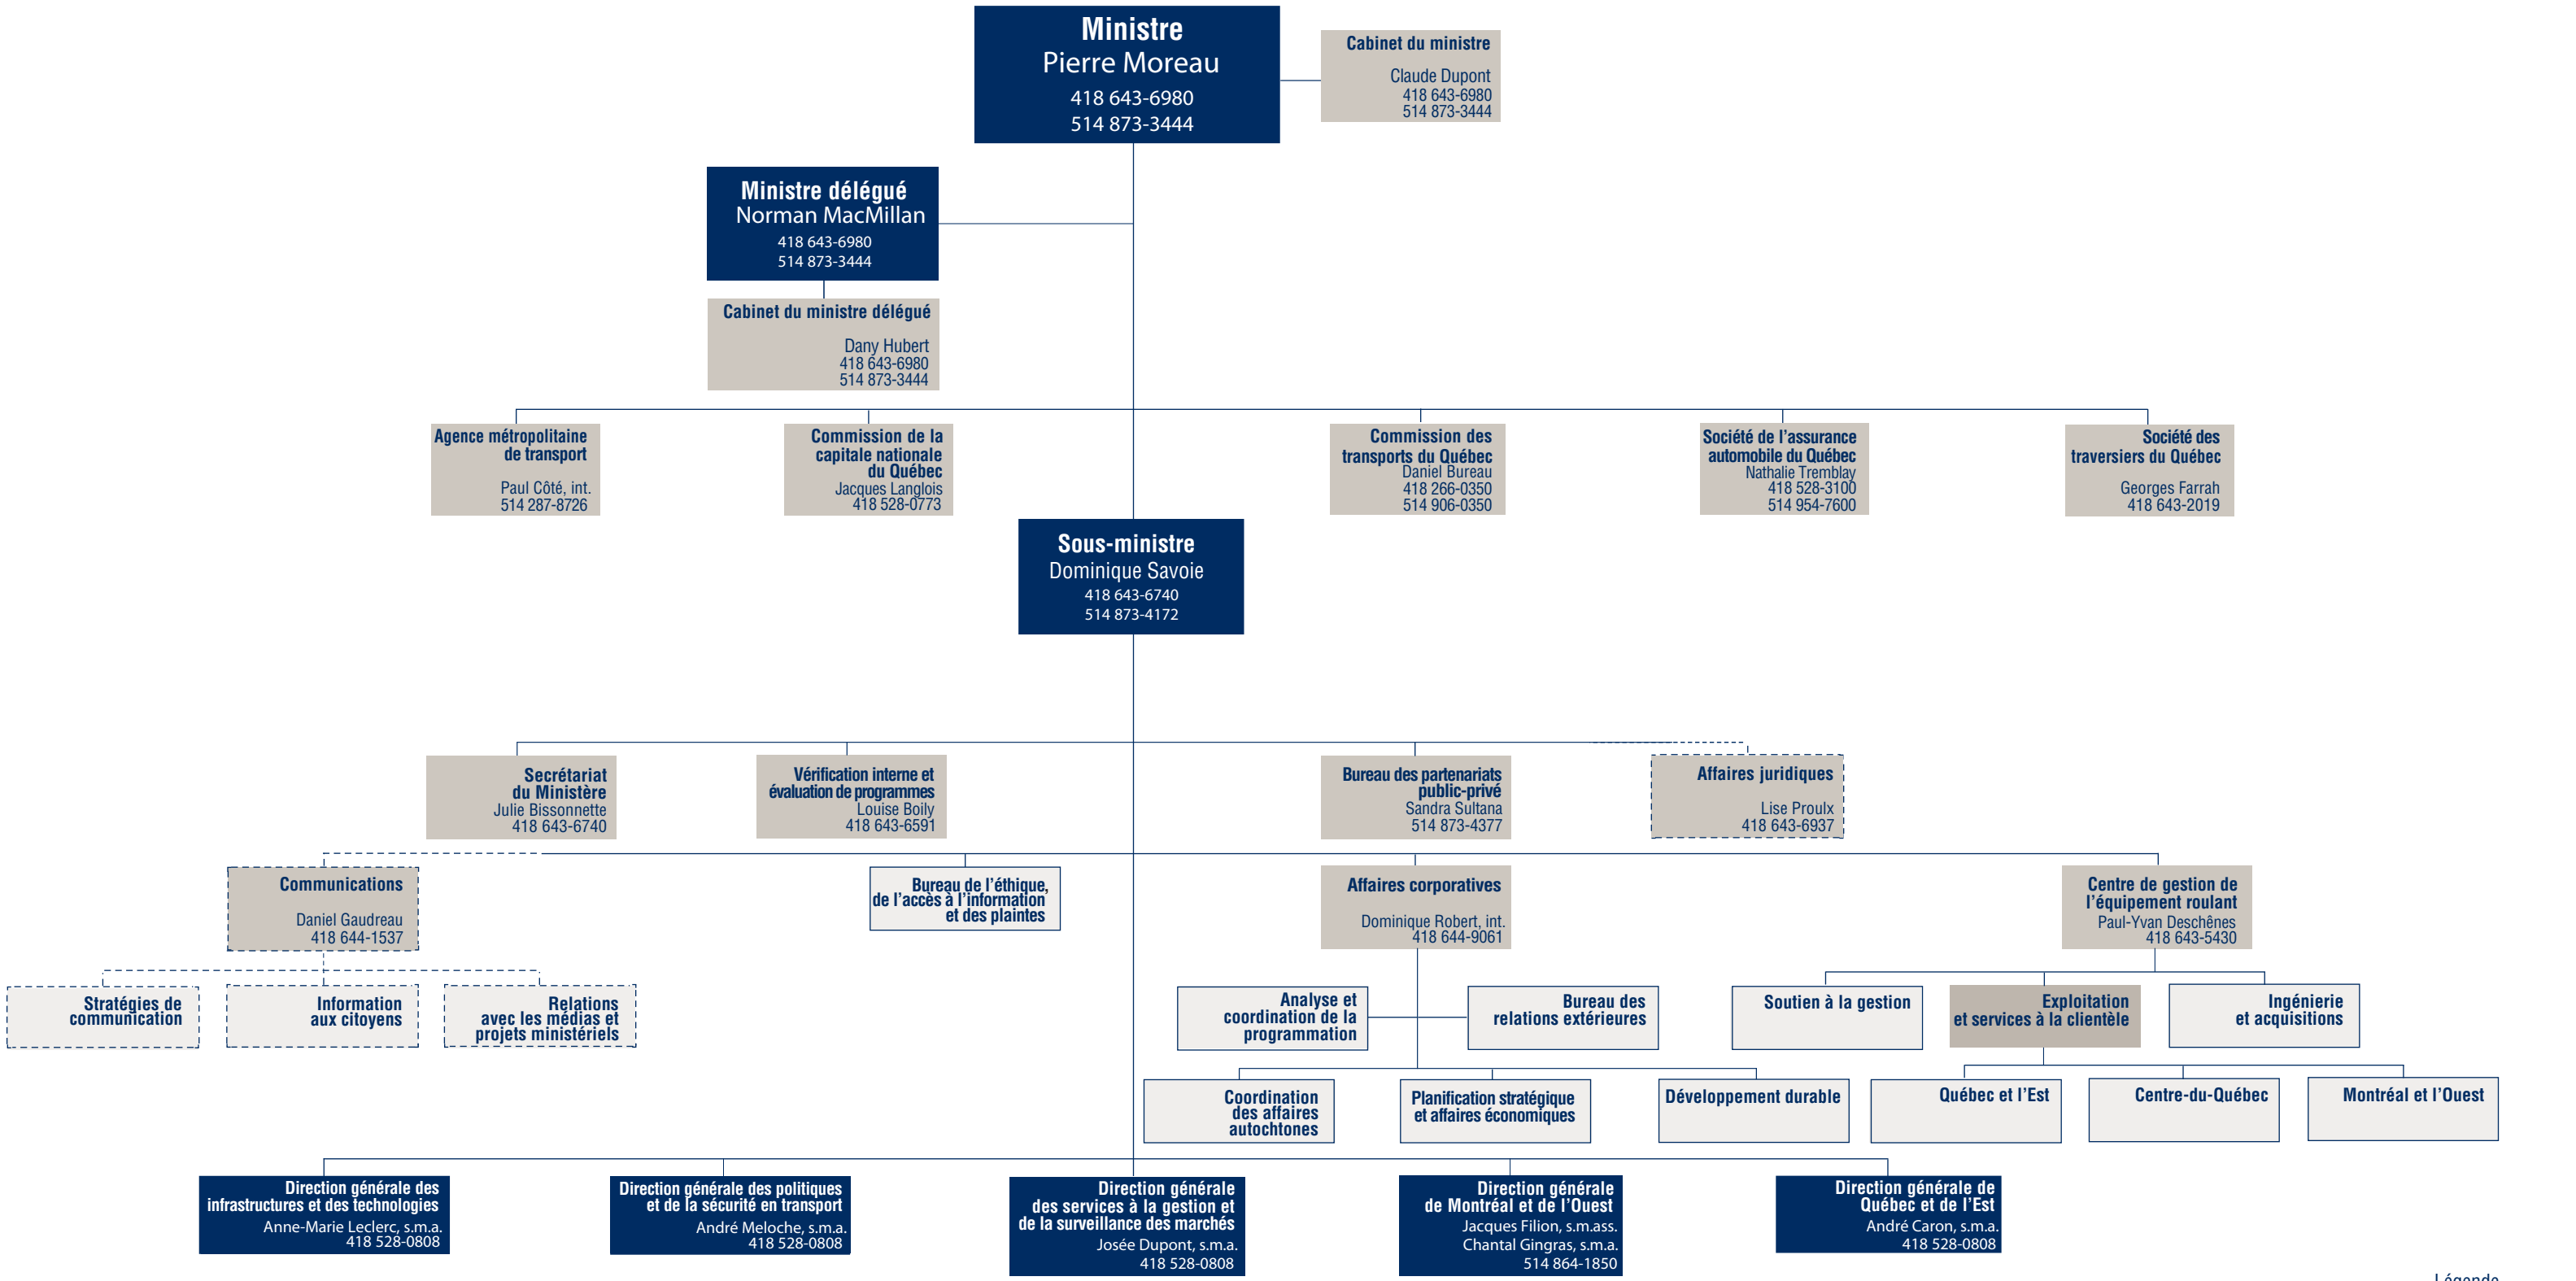 Ministre
Pierre Moreau
418 643-6980
514 873-3444
Cabinet du ministre
Claude Dupont
418 643-6980
514 873-3444
Ministre délégué
Norman MacMillan
418 643-6980
514 873-3444
Cabinet du ministre délégué
Dany Hubert
418 643-6980
514 873-3444
Agence métropolitaine
de transport
Paul Côté, int.
514 287-8726
Commission de la
capitale nationale
du Québec
Jacques Langlois
418 528-0773
Commission des
transports du Québec
Daniel Bureau
418 266-0350
514 906-0350
Société de l'assurance
automobile du Québec
Nathalie Tremblay
418 528-3100
514 954-7600
Société des
traversiers du Québec
Georges Farrah
418 643-2019
Sous-ministre
Dominique Savoie
418 643-6740
514 873-4172
Secrétariat
du Ministère
Julie Bissonnette
418 643-6740
Vérification interne et
évaluation de programmes
Louise Boily
418 643-6591
Bureau des partenariats
public-privé
Sandra Sultana
514 873-4377
Affaires juridiques
Lise Proulx
418 643-6937
Communications
Daniel Gaudreau
418 644-1537
Bureau de l'éthique,
de l'accès à l'information
et des plaintes
Affaires corporatives
Dominique Robert, int.
418 644-9061
Centre de gestion de
l'équipement roulant
Paul-Yvan Deschênes
418 643-5430
Stratégies de
communication
Information
aux citoyens
Relations
avec les médias et
projets ministériels
Analyse et
coordination de la
programmation
Bureau des
relations extérieures
Soutien à la gestion
Exploitation
et services à la clientèle
Ingénierie
et acquisitions
Coordination
des affaires
autochtones
Planification stratégique
et affaires économiques
Développement durable
Québec et l'Est
Centre-du-Québec
Montréal et l'Ouest
Direction générale des
infrastructures et des technologies
Anne-Marie Leclerc, s.m.a.
418 528-0808
Direction générale des politiques
et de la sécurité en transport
André Meloche, s.m.a.
418 528-0808
Direction générale
des services à la gestion et
de la surveillance des marchés
Josée Dupont, s.m.a.
418 528-0808
Direction générale
de Montréal et de l'Ouest
Jacques Filion, s.m.ass.
Chantal Gingras, s.m.a.
514 864-1850
Direction générale de
Québec et de l'Est
André Caron, s.m.a.
418 528-0808
Légende